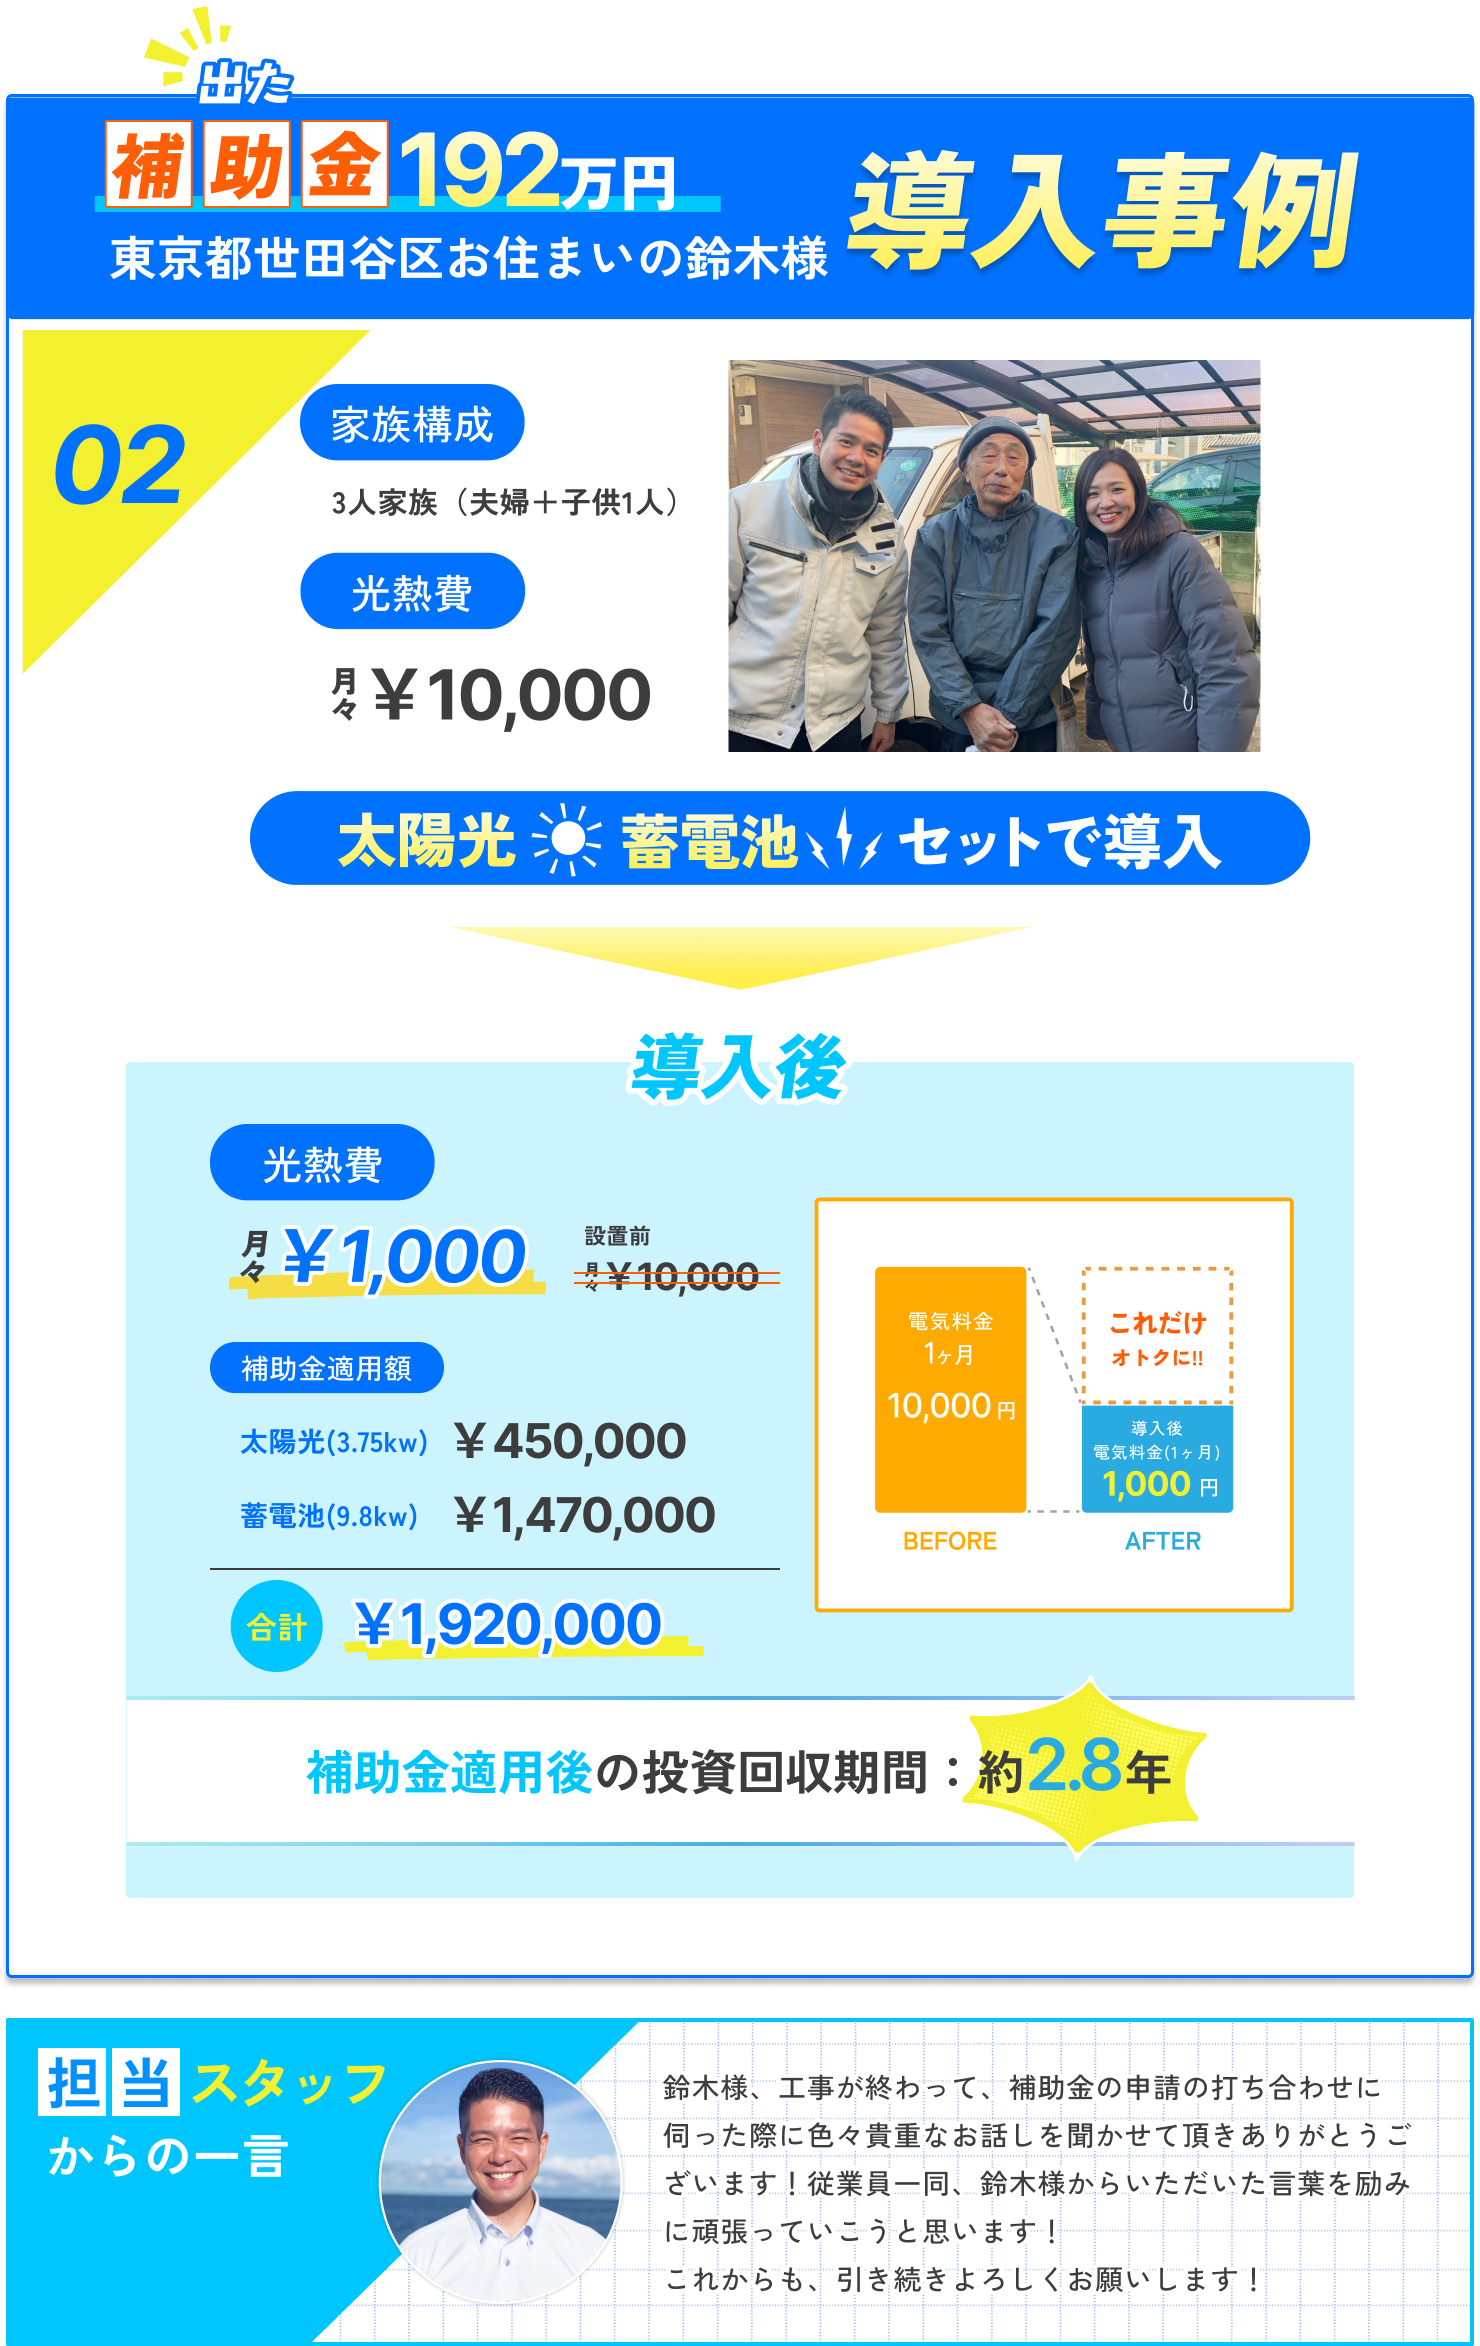 出た
補助金192万円
東京都世田谷区お住まいの鈴木様
導入事例
02
家族構成
3人家族（夫婦＋子供1人）
光熱費
月々 ￥10,000
太陽光 蓄電池 セットで導入
導入後
光熱費
月々 ￥1,000
設置前
月々 ￥10,000
補助金適用額
太陽光(3.75kw) ￥450,000
蓄電池(9.8kw) ￥1,470,000
合計 ￥1,920,000
電気料金
1ヶ月
10,000円
BEFORE
これだけ
オトクに!!
導入後
電気料金(1ヶ月)
1,000 円
AFTER
補助金適用後の投資回収期間：約2.8年
担当スタッフ
からの一言
鈴木様、工事が終わって、補助金の申請の打ち合わせに
伺った際に色々貴重なお話しを聞かせて頂きありがとうご
ざいます！従業員一同、鈴木様からいただいた言葉を励み
に頑張っていこうと思います！
これからも、引き続きよろしくお願いします！